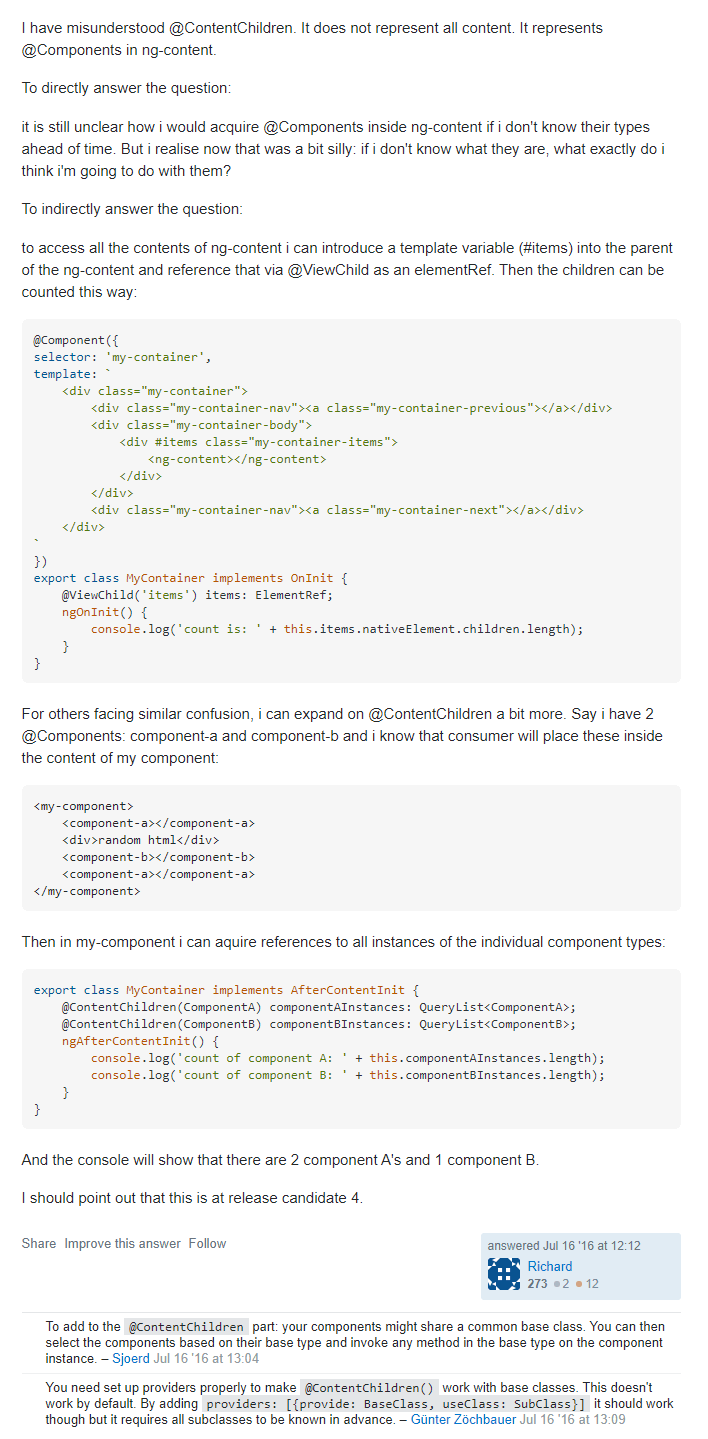 I have misunderstood @ContentChildren. It does not represent all content. It represents
@Components in ng-content.
To directly answer the question:
it is still unclear how i would acquire @Components inside ng-content if i don't know their types
ahead of time. But i realise now that was a bit silly: if i don't know what they are, what exactly do i
think i'm going to do with them?
To indirectly answer the question:
to access all the contents of ng-content i can introduce a template variable (#items) into the parent
of the ng-content and reference that via @ViewChild as an elementRef. Then the children can be
counted this way:
@Component({
selector: 'my-container',
template: `
    <div class="my-container">
        <div class="my-container-nav"><a class="my-container-previous"></a></div>
        <div class="my-container-body">
            <div #items class="my-container-items">
                <ng-content></ng-content>
            </div>
        </div>
        <div class="my-container-nav"><a class="my-container-next"></a></div>
    </div>
`
})
export class MyContainer implements OnInit {
    @ViewChild('items') items: ElementRef;
    ngOnInit() {
        console.log('count is: ' + this.items.nativeElement.children.length);
    }
}
For others facing similar confusion, i can expand on @ContentChildren a bit more. Say i have 2
@Components: component-a and component-b and i know that consumer will place these inside
the content of my component:
<my-component>
    <component-a></component-a>
    <div>random html</div>
    <component-b></component-b>
    <component-a></component-a>
</my-component>
Then in my-component i can aquire references to all instances of the individual component types:
export class MyContainer implements AfterContentInit {
    @ContentChildren(ComponentA) componentAInstances: QueryList<ComponentA>;
    @ContentChildren(ComponentB) componentBInstances: QueryList<ComponentB>;
    ngAfterContentInit() {
        console.log('count of component A: ' + this.componentAInstances.length);
        console.log('count of component B: ' + this.componentBInstances.length);
    }
}
And the console will show that there are 2 component A's and 1 component B.
I should point out that this is at release candidate 4.
Share Improve this answer Follow
answered Jul 16 '16 at 12:12
Richard
273 2 12
To add to the @ContentChildren part: your components might share a common base class. You can then
select the components based on their base type and invoke any method in the base type on the component
instance. – Sjoerd Jul 16 '16 at 13:04
You need set up providers properly to make @ContentChildren() work with base classes. This doesn't
work by default. By adding providers: [{provide: BaseClass, useClass: SubClass}] it should work
though but it requires all subclasses to be known in advance. – Günter Zöchbauer Jul 16 '16 at 13:09